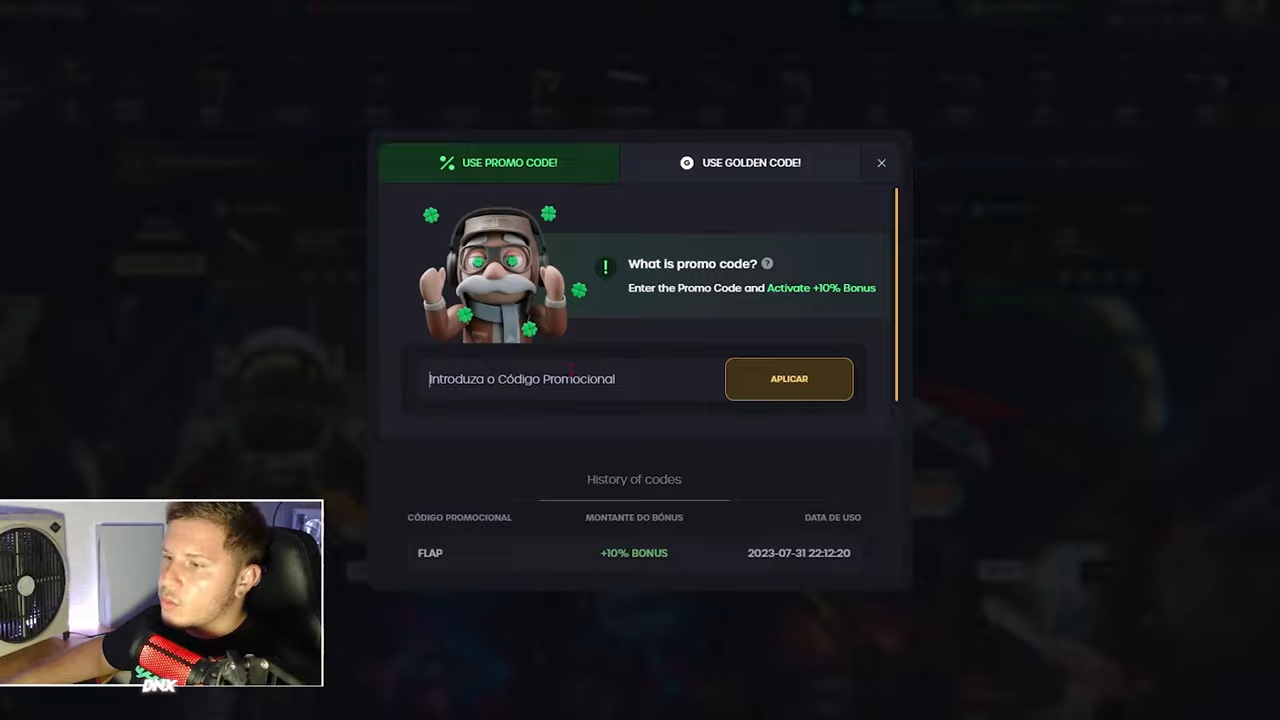 USE PROMO CODE!
USE GOLDEN CODE!
What is promo code? ?
Enter the Promo Code and Activate +10% Bonus
Introduza o Código Promocional
APLICAR
History of codes
CÓDIGO PROMOCIONAL MONTANTE DO BÓNUS DATA DE USO
FLAP +10% BONUS 2023-07-31 22:12:20
DNX